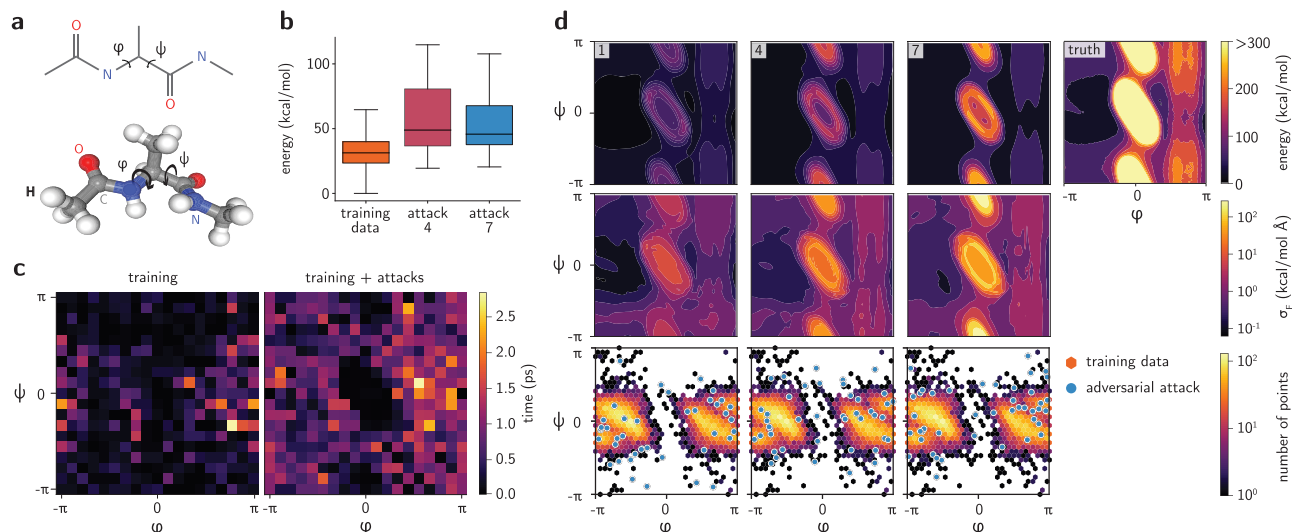 a
O
φ
ψ
N
N
O
O
φ
ψ
H
C
N
b
energy (kcal/mol)
100
50
0
training data
attack 4
attack 7
c
training
training + attacks
π
ψ
0
-π
-π
0
π
φ
-π
0
π
φ
2.5
2.0
1.5
1.0
0.5
0.0
time (ps)
d
1
4
7
truth
π
ψ
0
-π
-π
0
π
φ
>300
200
100
0
energy (kcal/mol)
π
ψ
0
-π
10²
10¹
10⁰
10⁻¹
σF (kcal/mol Å)
π
ψ
0
-π
-π
0
π
φ
-π
0
π
φ
-π
0
π
φ
training data
adversarial attack
10²
10¹
10⁰
number of points